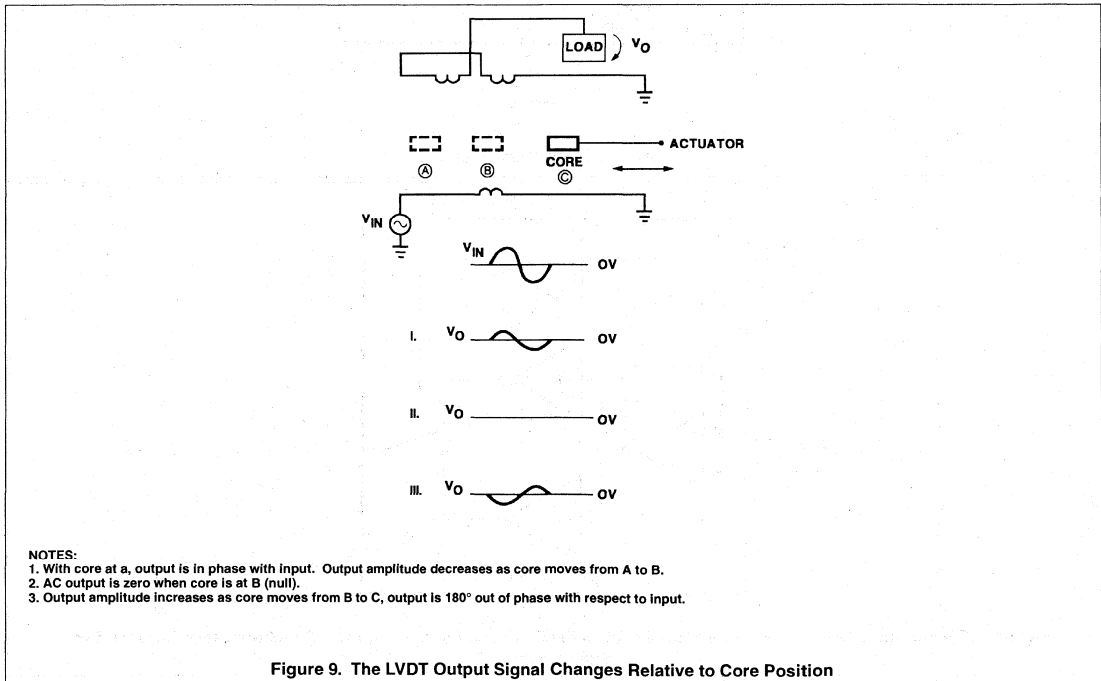 LOAD
VO
ACTUATOR
CORE
Ⓐ
Ⓑ
Ⓒ
VIN
VIN
OV
I.
VO
OV
II.
VO
OV
III.
VO
OV
NOTES:
1. With core at a, output is in phase with input. Output amplitude decreases as core moves from A to B.
2. AC output is zero when core is at B (null).
3. Output amplitude increases as core moves from B to C, output is 180° out of phase with respect to input.
Figure 9. The LVDT Output Signal Changes Relative to Core Position